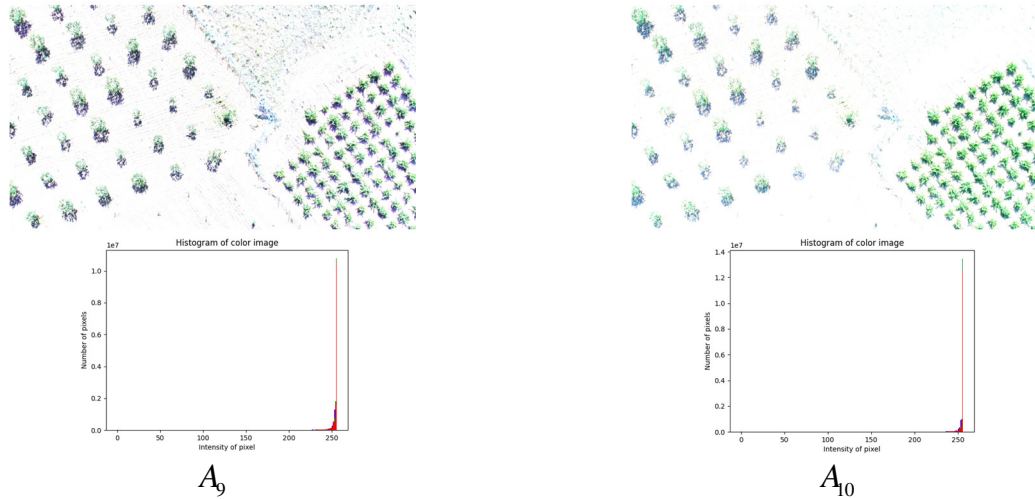 Histogram of color image
1e7
1.0
0.8
0.6
0.4
0.2
0.0
Number of pixels
0 50 100 150 200 250
Intensity of pixel
A9
Histogram of color image
1e7
1.4
1.2
1.0
0.8
0.6
0.4
0.2
0.0
Number of pixels
0 50 100 150 200 250
Intensity of pixel
A10